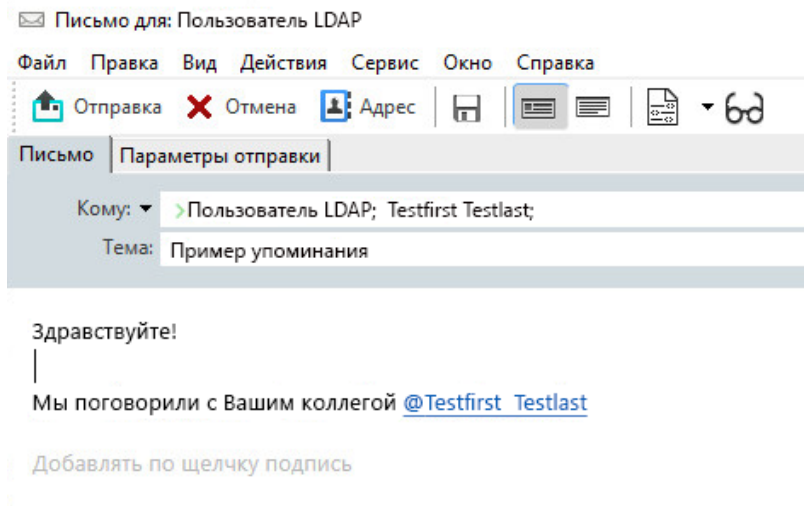 Письмо для: Пользователь LDAP
Файл Правка Вид Действия Сервис Окно Справка
Отправка Отмена Адрес
Письмо Параметры отправки
Кому: >Пользователь LDAP; Testfirst Testlast;
Тема: Пример упоминания
Здравствуйте!
Мы поговорили с Вашим коллегой @Testfirst Testlast
Добавлять по щелчку подпись